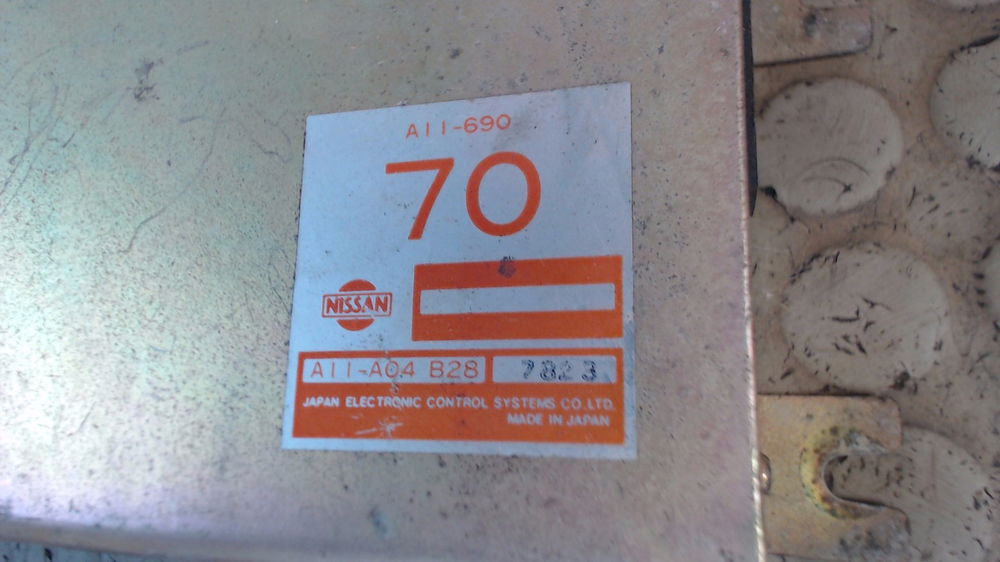 A11-690
70
NISSAN
A11-A04 B28 7823
JAPAN ELECTRONIC CONTROL SYSTEMS CO.,LTD.
MADE IN JAPAN